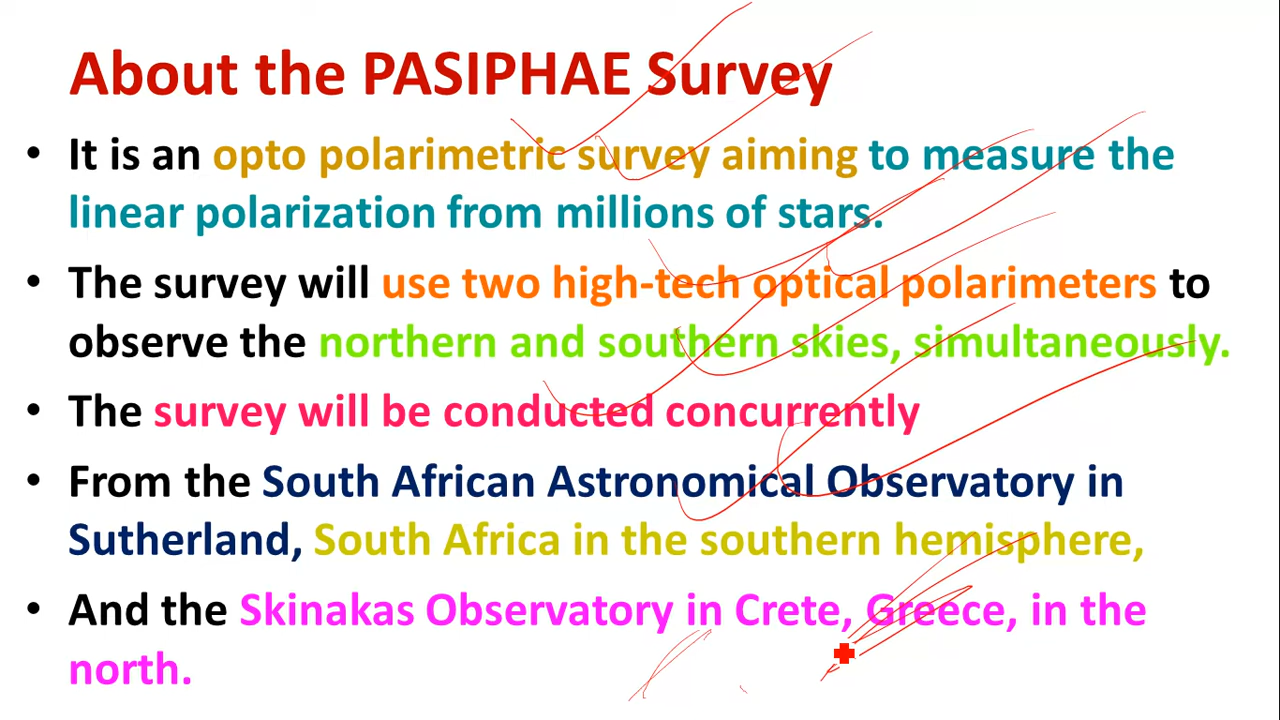 About the PASIPHAE Survey
• It is an opto polarimetric survey aiming to measure the
linear polarization from millions of stars.
• The survey will use two high-tech optical polarimeters to
observe the northern and southern skies, simultaneously.
• The survey will be conducted concurrently
• From the South African Astronomical Observatory in
Sutherland, South Africa in the southern hemisphere,
• And the Skinakas Observatory in Crete, Greece, in the
north.